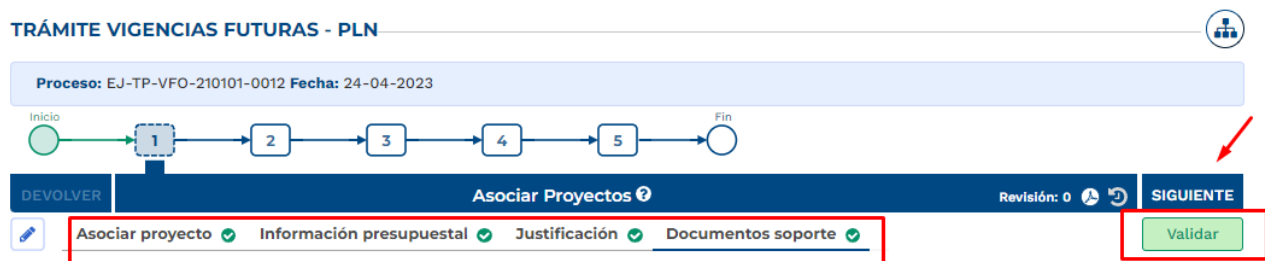 TRÁMITE VIGENCIAS FUTURAS - PLN
Proceso: EJ-TP-VFO-210101-0012 Fecha: 24-04-2023
Inicio
Fin
1 2 3 4 5
DEVOLVER Asociar Proyectos Revisión: 0 SIGUIENTE
Asociar proyecto Información presupuestal Justificación Documentos soporte Validar